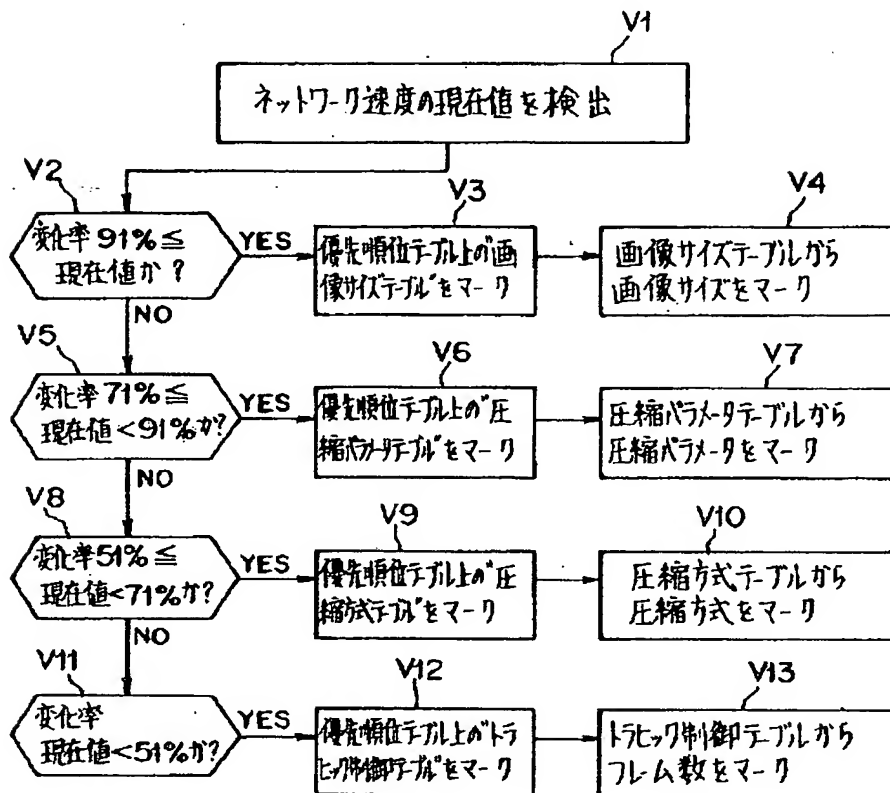 V1
ネットワーク速度の現在値を検出
V2
変化率91%≦
現在値か?
YES
V3
優先順位テーブル上の画
像サイズテーブルをマーク
V4
画像サイズテーブルから
画像サイズをマーク
NO
V5
変化率71%≦
現在値<91%か?
YES
V6
優先順位テーブル上の圧
縮パラメータテーブルをマーク
V7
圧縮パラメータテーブルから
圧縮パラメータをマーク
NO
V8
変化率51%≦
現在値<71%か?
YES
V9
優先順位テーブル上の圧
縮方式テーブルをマーク
V10
圧縮方式テーブルから
圧縮方式をマーク
NO
V11
変化率
現在値<51%か?
YES
V12
優先順位テーブル上のトラ
ヒック制御テーブルをマーク
V13
トラヒック制御テーブルから
フレーム数をマーク